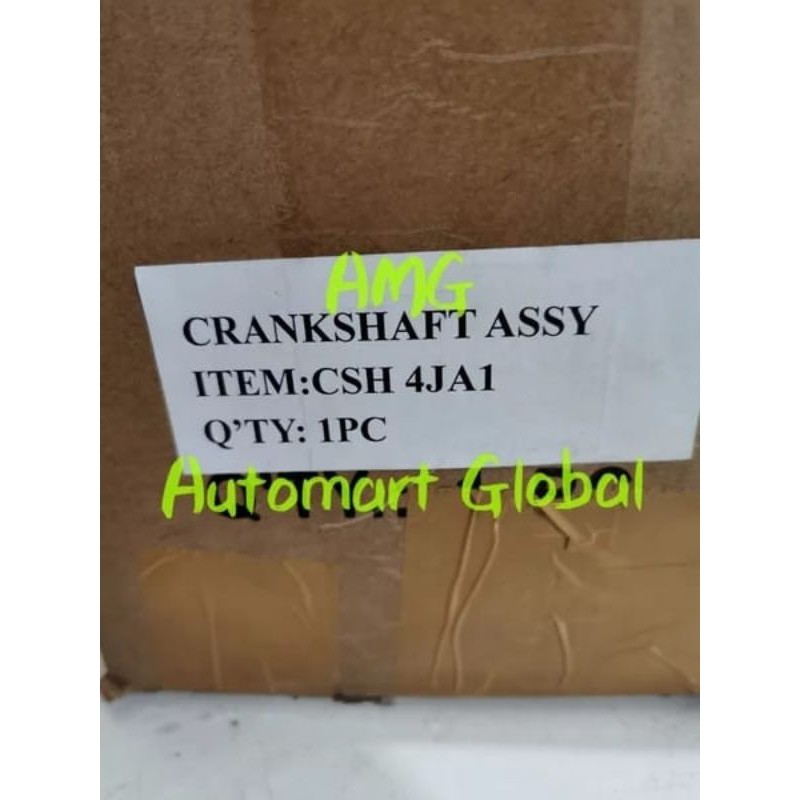 AMG
CRANKSHAFT ASSY
ITEM:CSH 4JA1
Q'TY: 1PC
Automart Global